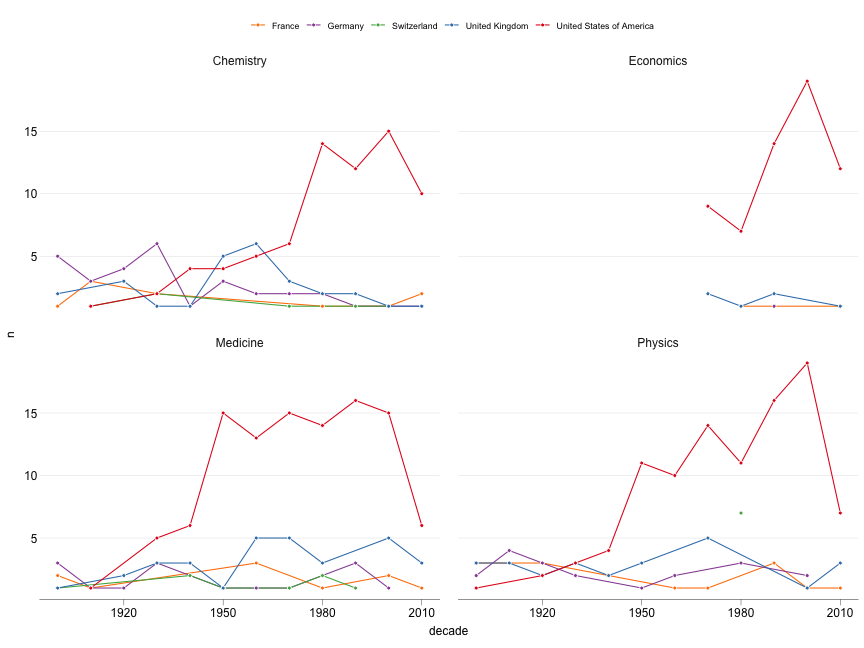 France Germany Switzerland United Kingdom United States of America
Chemistry Economics
15
10
5
n
Medicine Physics
15
10
5
1920 1950 1980 2010 1920 1950 1980 2010
decade